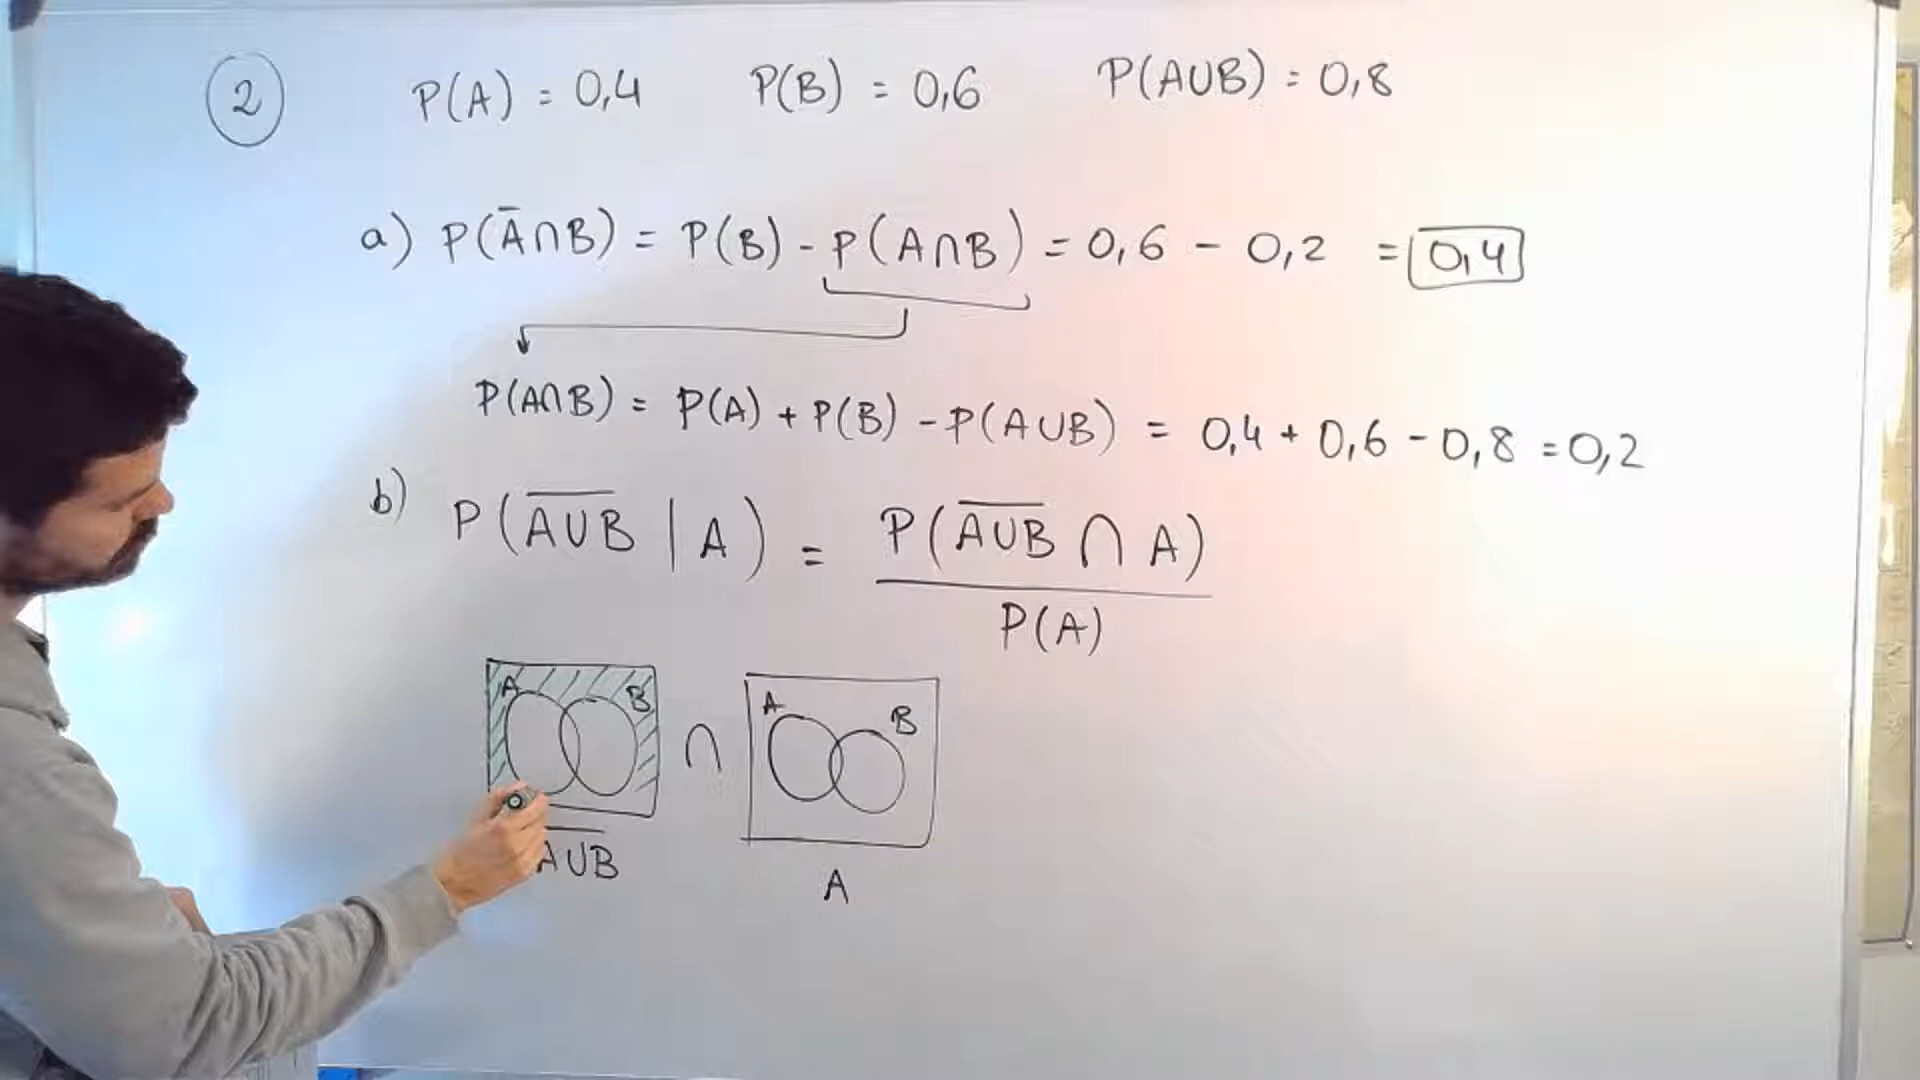 2 P(A) = 0,4 P(B) = 0,6 P(A∪B) = 0,8
a) P(A̅∩B) = P(B) - P(A∩B) = 0,6 - 0,2 = 0,4
P(A∩B) = P(A) + P(B) - P(A∪B) = 0,4 + 0,6 - 0,8 = 0,2
b) P(A̅∪̅B̅ | A) = P(A̅∪̅B̅ ∩ A)
P(A)
A B ∩ A B
A̅∪̅B̅ A